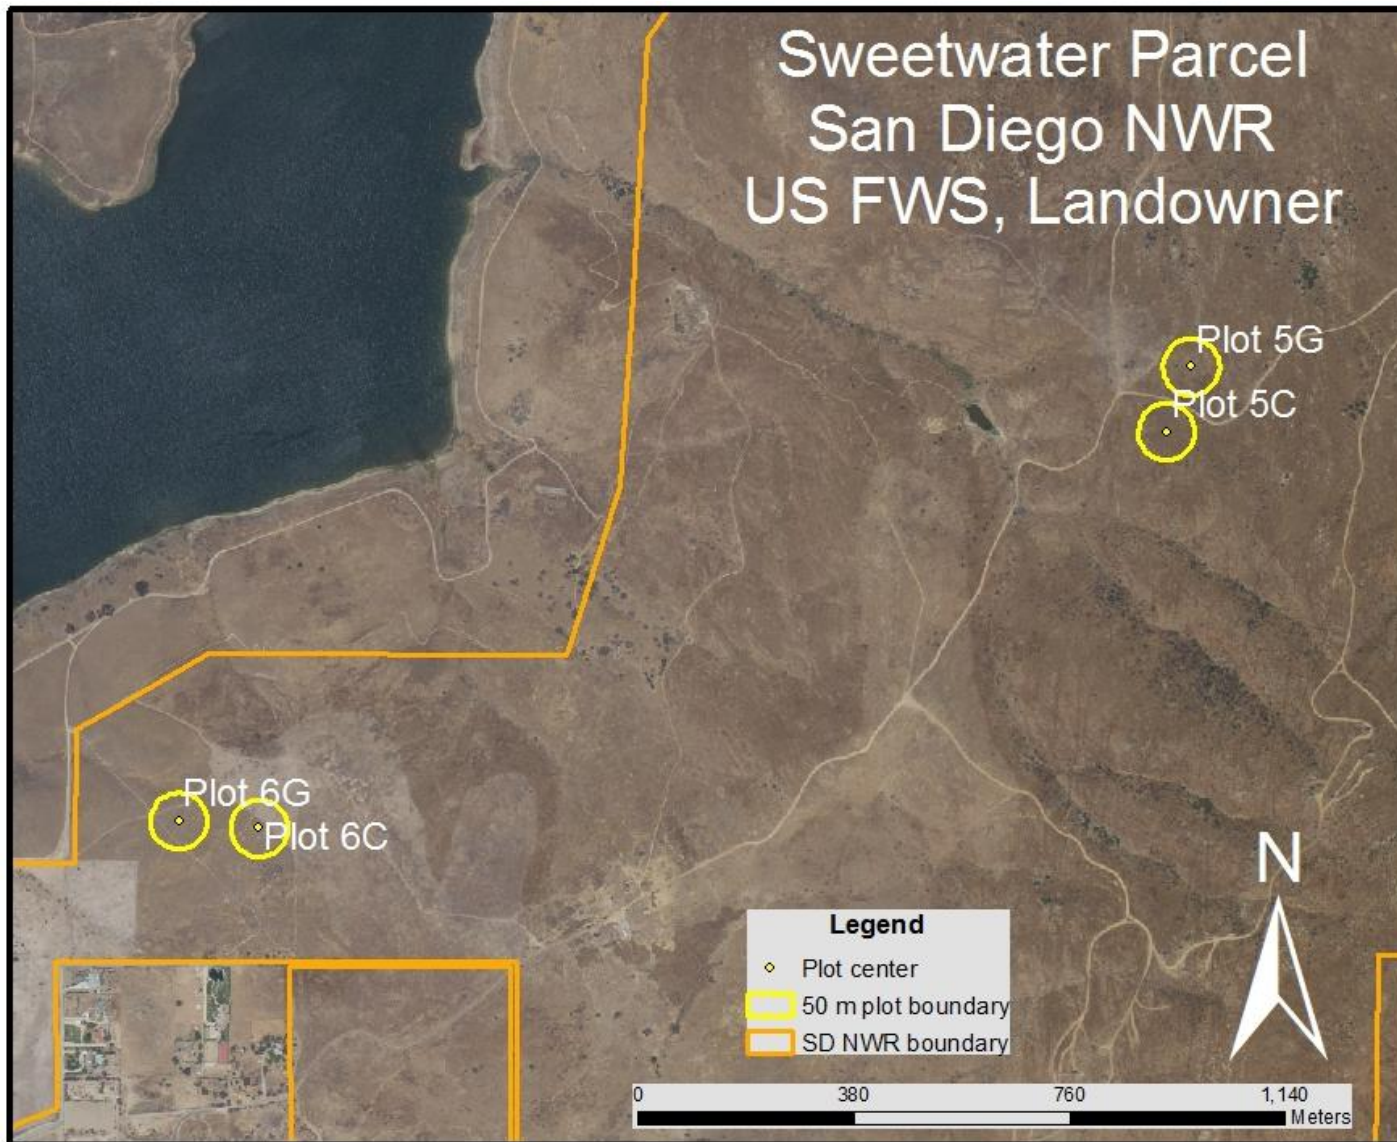 Sweetwater Parcel
San Diego NWR
US FWS, Landowner
Plot 5G
Plot 5C
Plot 6G
Plot 6C
N
Legend
Plot center
50 m plot boundary
SD NWR boundary
0 380 760 1,140
Meters